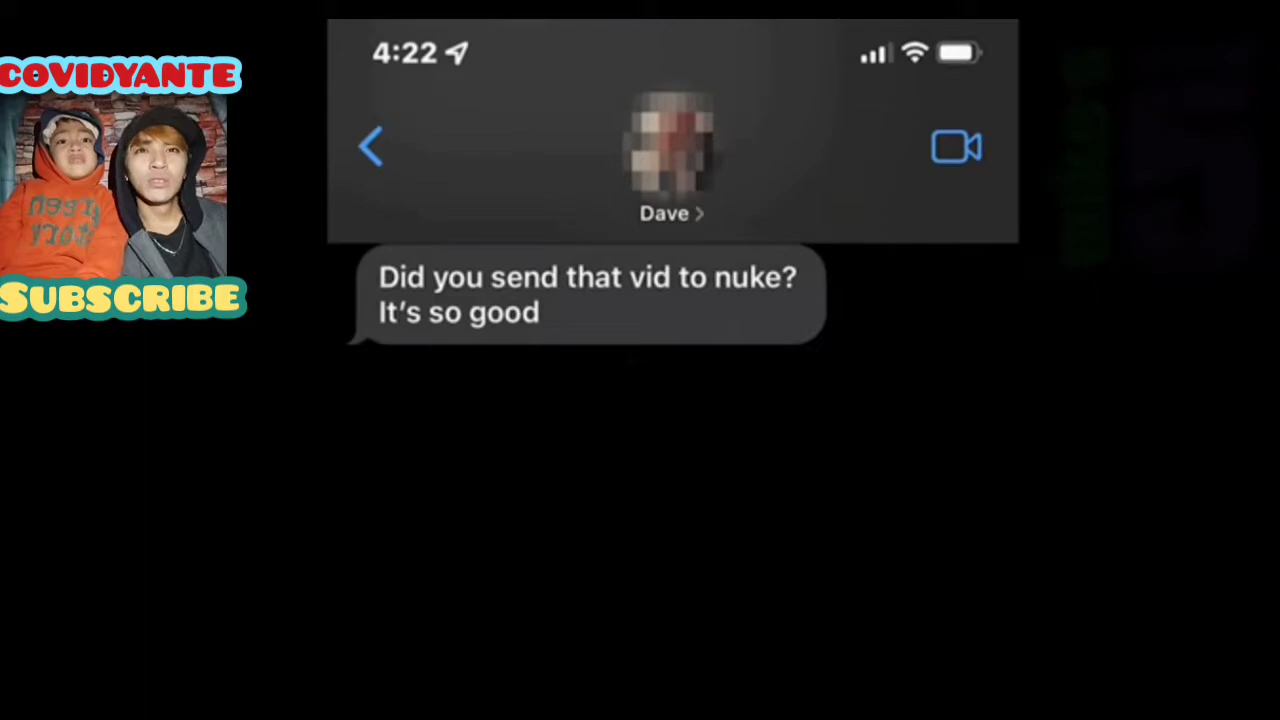 COVIDYANTE
SUBSCRIBE
4:22
Dave
Did you send that vid to nuke?
It's so good